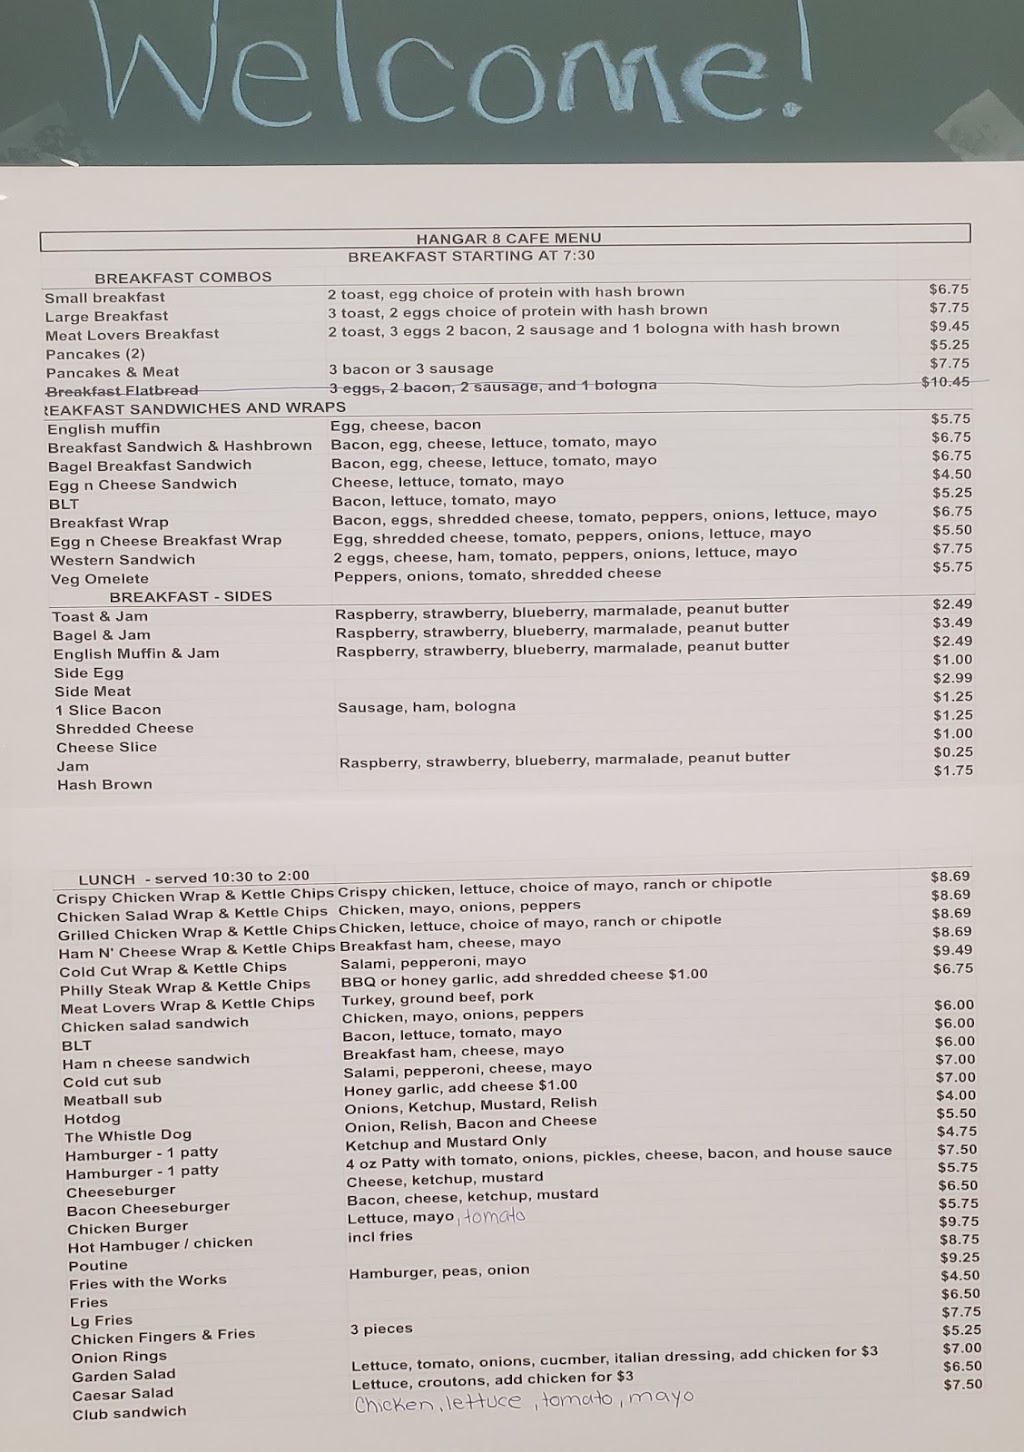 Welcome!
HANGAR 8 CAFE MENU
BREAKFAST STARTING AT 7:30
BREAKFAST COMBOS
Small breakfast 2 toast, egg choice of protein with hash brown $6.75
Large Breakfast 3 toast, 2 eggs choice of protein with hash brown $7.75
Meat Lovers Breakfast 2 toast, 3 eggs 2 bacon, 2 sausage and 1 bologna with hash brown $9.45
Pancakes (2) $5.25
Pancakes & Meat 3 bacon or 3 sausage $7.75
Breakfast Flatbread 3 eggs, 2 bacon, 2 sausage, and 1 bologna $10.45
REAKFAST SANDWICHES AND WRAPS
English muffin Egg, cheese, bacon $5.75
Breakfast Sandwich & Hashbrown Bacon, egg, cheese, lettuce, tomato, mayo $6.75
Bagel Breakfast Sandwich Bacon, egg, cheese, lettuce, tomato, mayo $6.75
Egg n Cheese Sandwich Cheese, lettuce, tomato, mayo $4.50
BLT Bacon, lettuce, tomato, mayo $5.25
Breakfast Wrap Bacon, eggs, shredded cheese, tomato, peppers, onions, lettuce, mayo $6.75
Egg n Cheese Breakfast Wrap Egg, shredded cheese, tomato, peppers, onions, lettuce, mayo $5.50
Western Sandwich 2 eggs, cheese, ham, tomato, peppers, onions, lettuce, mayo $7.75
Veg Omelete Peppers, onions, tomato, shredded cheese $5.75
BREAKFAST - SIDES
Toast & Jam Raspberry, strawberry, blueberry, marmalade, peanut butter $2.49
Bagel & Jam Raspberry, strawberry, blueberry, marmalade, peanut butter $3.49
English Muffin & Jam Raspberry, strawberry, blueberry, marmalade, peanut butter $2.49
Side Egg $1.00
Side Meat $2.99
1 Slice Bacon Sausage, ham, bologna $1.25
Shredded Cheese $1.25
Cheese Slice $1.00
Jam Raspberry, strawberry, blueberry, marmalade, peanut butter $0.25
Hash Brown $1.75
LUNCH - served 10:30 to 2:00
Crispy Chicken Wrap & Kettle Chips Crispy chicken, lettuce, choice of mayo, ranch or chipotle $8.69
Chicken Salad Wrap & Kettle Chips Chicken, mayo, onions, peppers $8.69
Grilled Chicken Wrap & Kettle Chips Chicken, lettuce, choice of mayo, ranch or chipotle $8.69
Ham N' Cheese Wrap & Kettle Chips Breakfast ham, cheese, mayo $8.69
Cold Cut Wrap & Kettle Chips Salami, pepperoni, mayo $9.49
Philly Steak Wrap & Kettle Chips BBQ or honey garlic, add shredded cheese $1.00 $6.75
Meat Lovers Wrap & Kettle Chips Turkey, ground beef, pork
Chicken salad sandwich Chicken, mayo, onions, peppers $6.00
BLT Bacon, lettuce, tomato, mayo $6.00
Ham n cheese sandwich Breakfast ham, cheese, mayo $6.00
Cold cut sub Salami, pepperoni, cheese, mayo $7.00
Meatball sub Honey garlic, add cheese $1.00 $7.00
Hotdog Onions, Ketchup, Mustard, Relish $4.00
The Whistle Dog Onion, Relish, Bacon and Cheese $5.50
Hamburger - 1 patty Ketchup and Mustard Only $4.75
Hamburger - 1 patty 4 oz Patty with tomato, onions, pickles, cheese, bacon, and house sauce $7.50
Cheeseburger Cheese, ketchup, mustard $5.75
Bacon Cheeseburger Bacon, cheese, ketchup, mustard $6.50
Chicken Burger Lettuce, mayo, tomato $5.75
Hot Hambuger / chicken incl fries $9.75
Poutine $8.75
Fries with the Works Hamburger, peas, onion $9.25
Fries $4.50
Lg Fries $6.50
Chicken Fingers & Fries 3 pieces $7.75
Onion Rings $5.25
Garden Salad Lettuce, tomato, onions, cucmber, italian dressing, add chicken for $3 $7.00
Caesar Salad Lettuce, croutons, add chicken for $3 $6.50
Club sandwich Chicken, lettuce, tomato, mayo $7.50